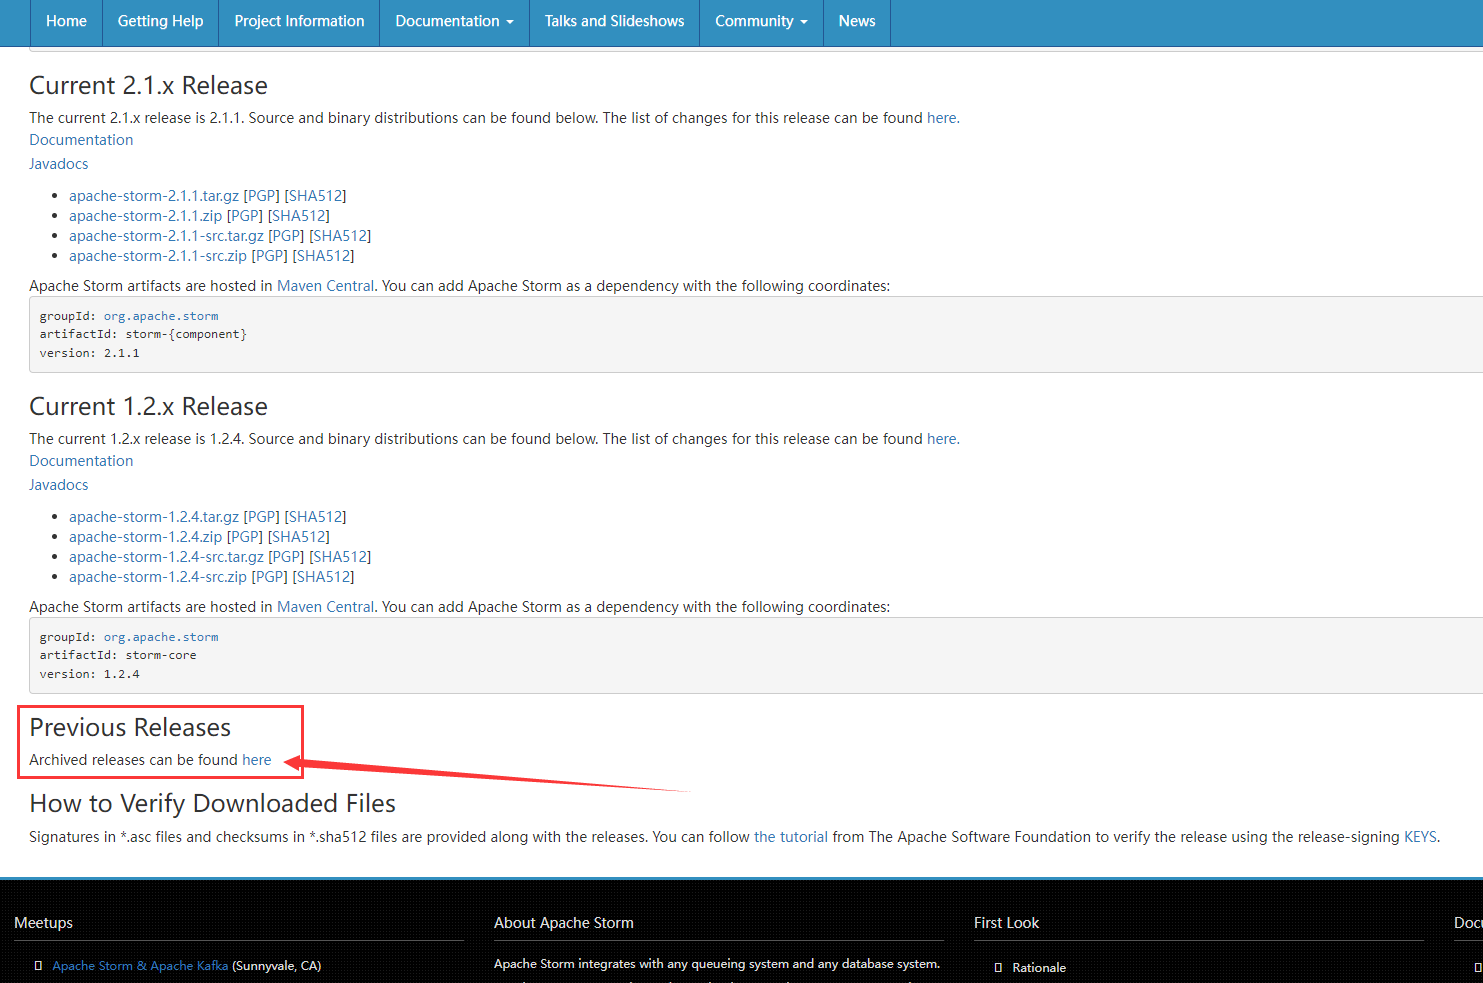 Home Getting Help Project Information Documentation Talks and Slideshows Community News
Current 2.1.x Release
The current 2.1.x release is 2.1.1. Source and binary distributions can be found below. The list of changes for this release can be found here.
Documentation
Javadocs
apache-storm-2.1.1.tar.gz [PGP] [SHA512]
apache-storm-2.1.1.zip [PGP] [SHA512]
apache-storm-2.1.1-src.tar.gz [PGP] [SHA512]
apache-storm-2.1.1-src.zip [PGP] [SHA512]
Apache Storm artifacts are hosted in Maven Central. You can add Apache Storm as a dependency with the following coordinates:
groupId: org.apache.storm
artifactId: storm-{component}
version: 2.1.1
Current 1.2.x Release
The current 1.2.x release is 1.2.4. Source and binary distributions can be found below. The list of changes for this release can be found here.
Documentation
Javadocs
apache-storm-1.2.4.tar.gz [PGP] [SHA512]
apache-storm-1.2.4.zip [PGP] [SHA512]
apache-storm-1.2.4-src.tar.gz [PGP] [SHA512]
apache-storm-1.2.4-src.zip [PGP] [SHA512]
Apache Storm artifacts are hosted in Maven Central. You can add Apache Storm as a dependency with the following coordinates:
groupId: org.apache.storm
artifactId: storm-core
version: 1.2.4
Previous Releases
Archived releases can be found here
How to Verify Downloaded Files
Signatures in *.asc files and checksums in *.sha512 files are provided along with the releases. You can follow the tutorial from The Apache Software Foundation to verify the release using the release-signing KEYS.
Meetups
Apache Storm & Apache Kafka (Sunnyvale, CA)
About Apache Storm
Apache Storm integrates with any queueing system and any database system.
First Look
Rationale